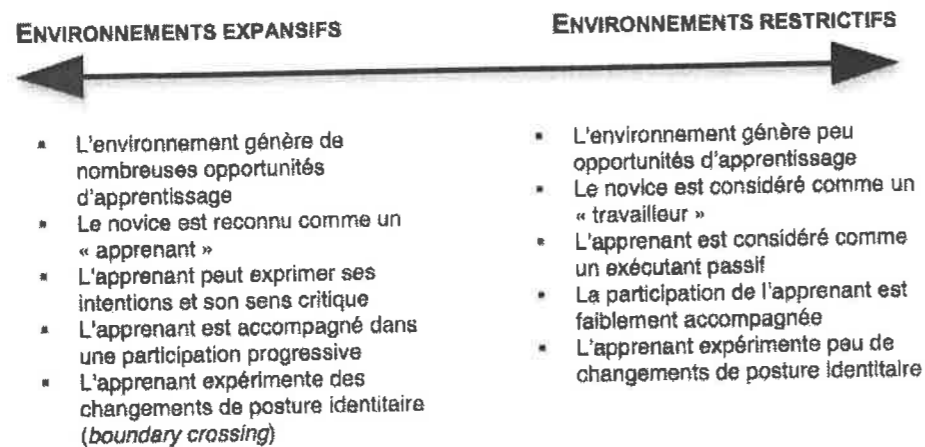 ENVIRONNEMENTS EXPANSIFS
ENVIRONNEMENTS RESTRICTIFS
L'environnement génère de
nombreuses opportunités
d'apprentissage
Le novice est reconnu comme un
« apprenant »
L'apprenant peut exprimer ses
intentions et son sens critique
L'apprenant est accompagné dans
une participation progressive
L'apprenant expérimente des
changements de posture identitaire
(boundary crossing)
L'environnement génère peu
opportunités d'apprentissage
Le novice est considéré comme un
« travailleur »
L'apprenant est considéré comme
un exécutant passif
La participation de l'apprenant est
faiblement accompagnée
L'apprenant expérimente peu de
changements de posture identitaire